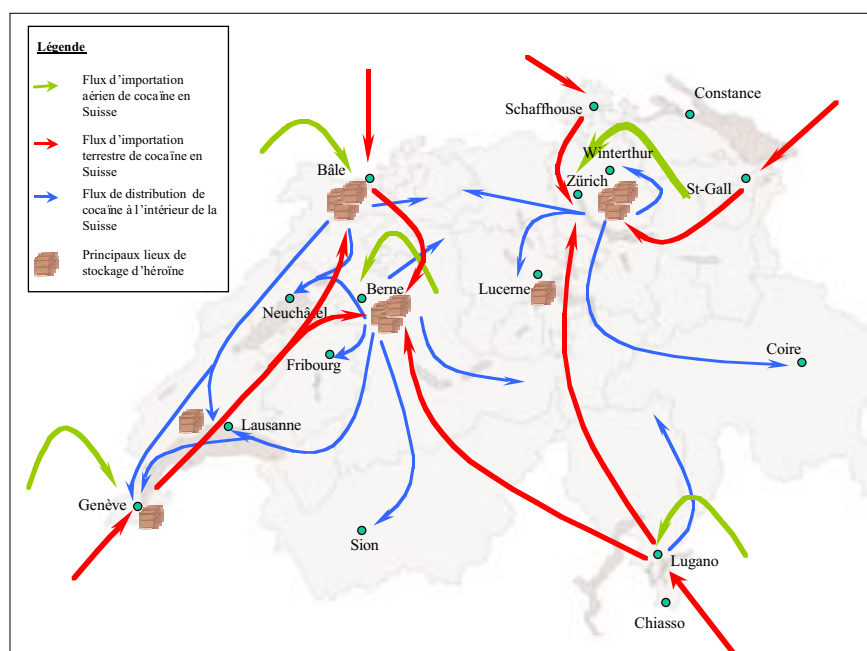 Légende
Flux d'importation
aérien de cocaïne en
Suisse
Flux d'importation
terrestre de cocaïne en
Suisse
Flux de distribution de
cocaïne à l'intérieur de la
Suisse
Principaux lieux de
stockage d'héroïne
Schaffhouse
Constance
Bâle
Winterthur
Zürich
St-Gall
Berne
Lucerne
Neuchâtel
Fribourg
Coire
Lausanne
Genève
Sion
Lugano
Chiasso